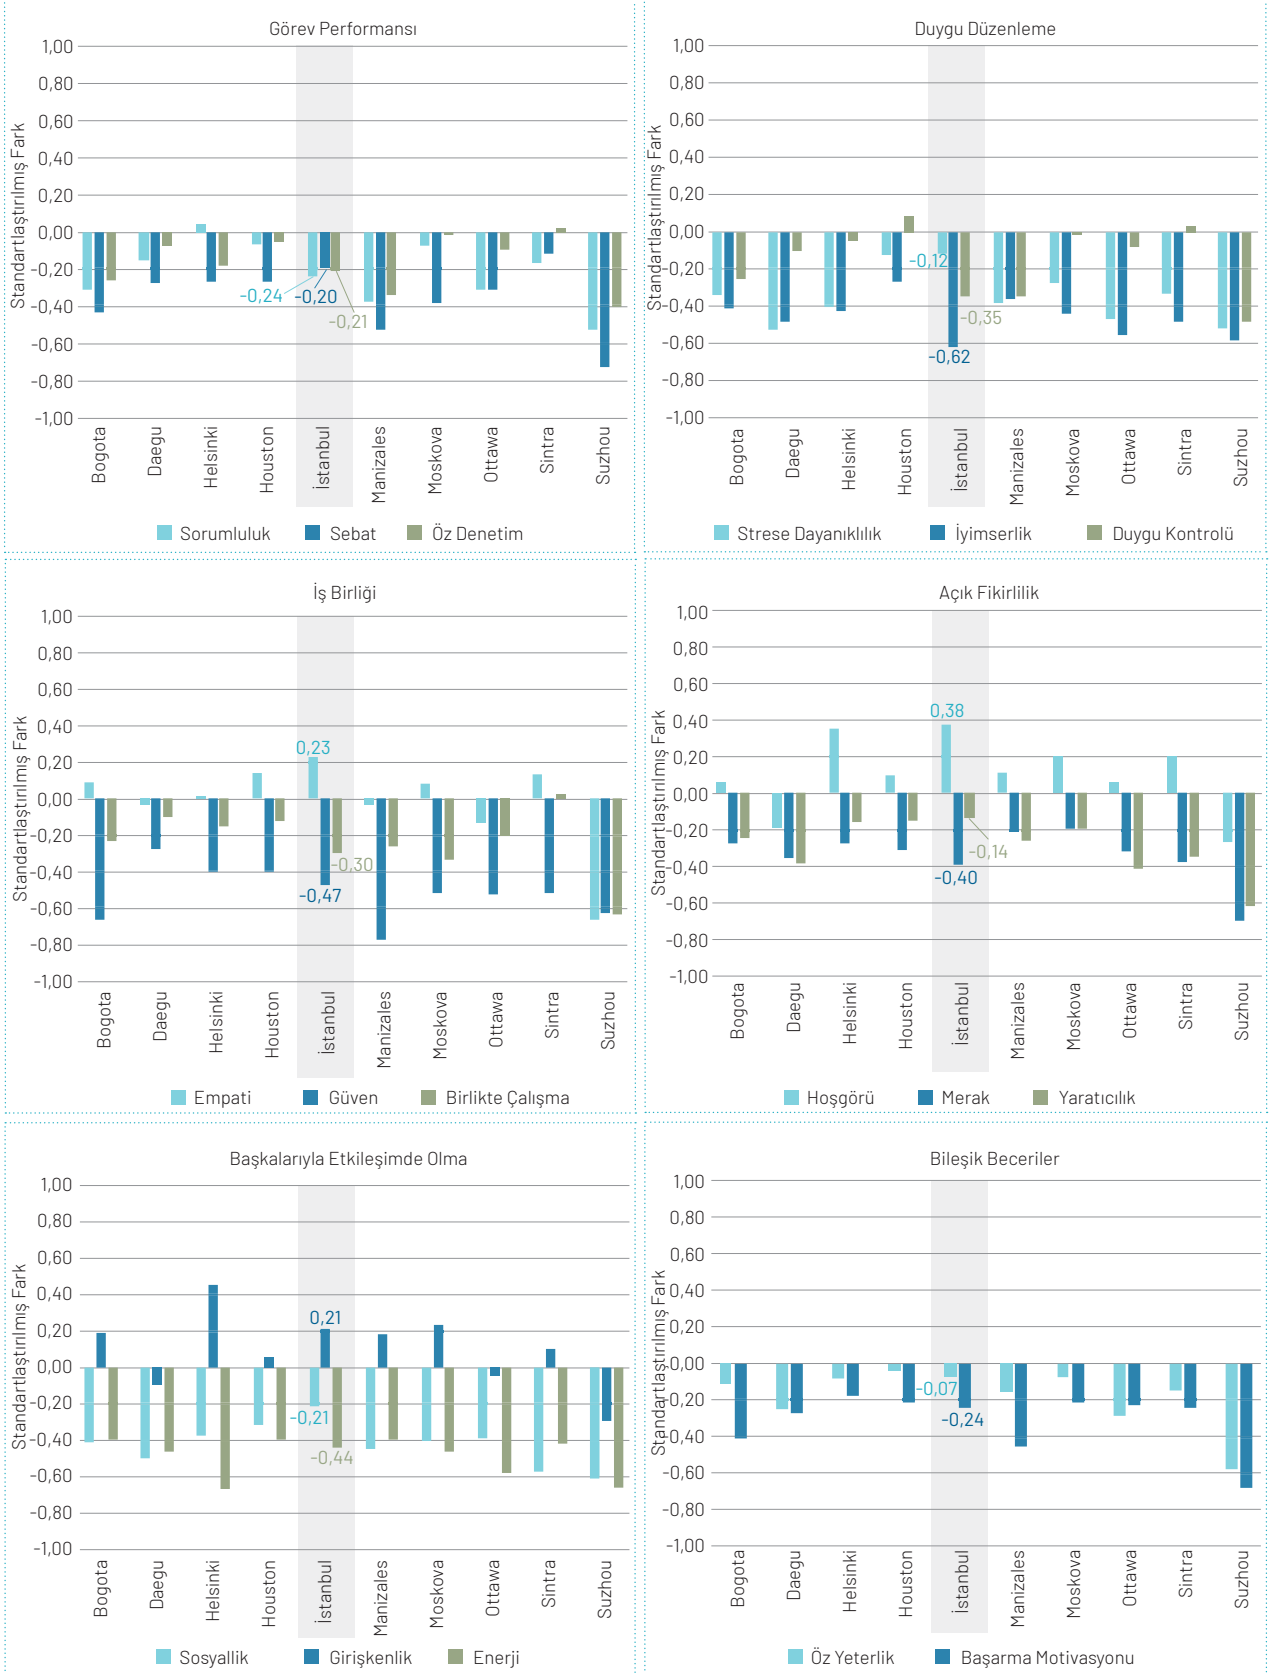 Görev Performansı
Standartlaştırılmış Fark
1,00
0,80
0,60
0,40
0,20
0,00
-0,20
-0,40
-0,60
-0,80
-1,00
-0,24
-0,20
-0,21
Bogota
Daegu
Helsinki
Houston
İstanbul
Manizales
Moskova
Ottawa
Sintra
Suzhou
Sorumluluk
Sebat
Öz Denetim
Duygu Düzenleme
Standartlaştırılmış Fark
1,00
0,80
0,60
0,40
0,20
0,00
-0,20
-0,40
-0,60
-0,80
-1,00
-0,12
-0,35
-0,62
Bogota
Daegu
Helsinki
Houston
İstanbul
Manizales
Moskova
Ottawa
Sintra
Suzhou
Strese Dayanıklılık
İyimserlik
Duygu Kontrolü
İş Birliği
Standartlaştırılmış Fark
1,00
0,80
0,60
0,40
0,20
0,00
-0,20
-0,40
-0,60
-0,80
-1,00
0,23
-0,30
-0,47
Bogota
Daegu
Helsinki
Houston
İstanbul
Manizales
Moskova
Ottawa
Sintra
Suzhou
Empati
Güven
Birlikte Çalışma
Açık Fikirlilik
Standartlaştırılmış Fark
1,00
0,80
0,60
0,40
0,20
0,00
-0,20
-0,40
-0,60
-0,80
-1,00
0,38
-0,14
-0,40
Bogota
Daegu
Helsinki
Houston
İstanbul
Manizales
Moskova
Ottawa
Sintra
Suzhou
Hoşgörü
Merak
Yaratıcılık
Başkalarıyla Etkileşimde Olma
Standartlaştırılmış Fark
1,00
0,80
0,60
0,40
0,20
0,00
-0,20
-0,40
-0,60
-0,80
-1,00
0,21
-0,21
-0,44
Bogota
Daegu
Helsinki
Houston
İstanbul
Manizales
Moskova
Ottawa
Sintra
Suzhou
Sosyallik
Girişkenlik
Enerji
Bileşik Beceriler
Standartlaştırılmış Fark
1,00
0,80
0,60
0,40
0,20
0,00
-0,20
-0,40
-0,60
-0,80
-1,00
-0,07
-0,24
Bogota
Daegu
Helsinki
Houston
İstanbul
Manizales
Moskova
Ottawa
Sintra
Suzhou
Öz Yeterlik
Başarma Motivasyonu